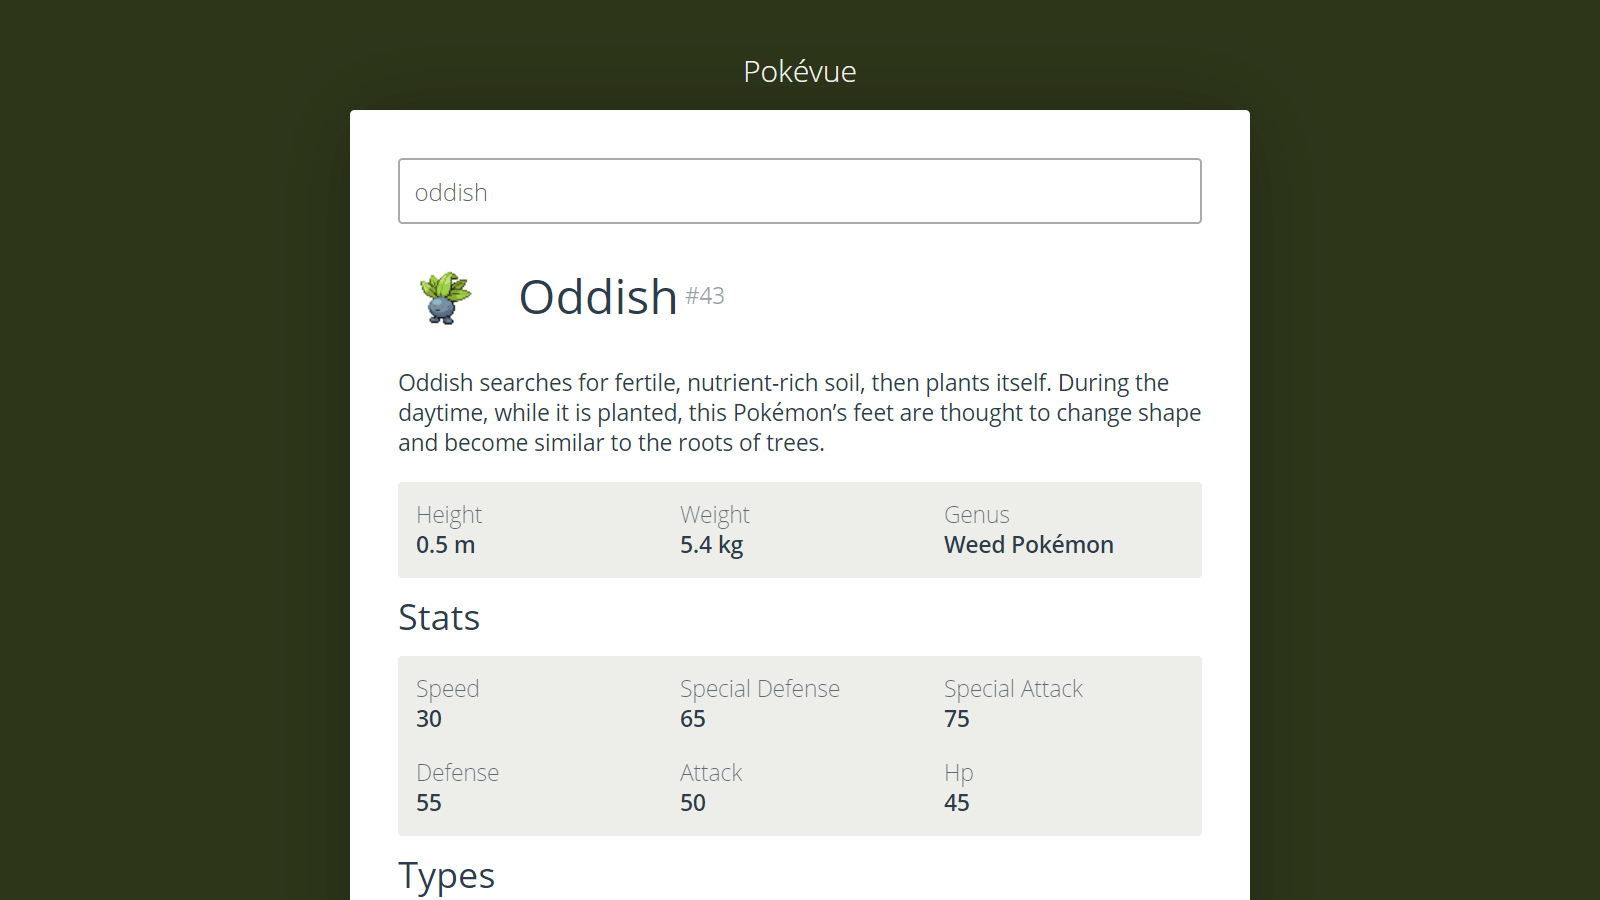 Pokévue
oddish
Oddish #43
Oddish searches for fertile, nutrient-rich soil, then plants itself. During the
daytime, while it is planted, this Pokémon’s feet are thought to change shape
and become similar to the roots of trees.
Height Weight Genus
0.5 m 5.4 kg Weed Pokémon
Stats
Speed Special Defense Special Attack
30 65 75
Defense Attack Hp
55 50 45
Types